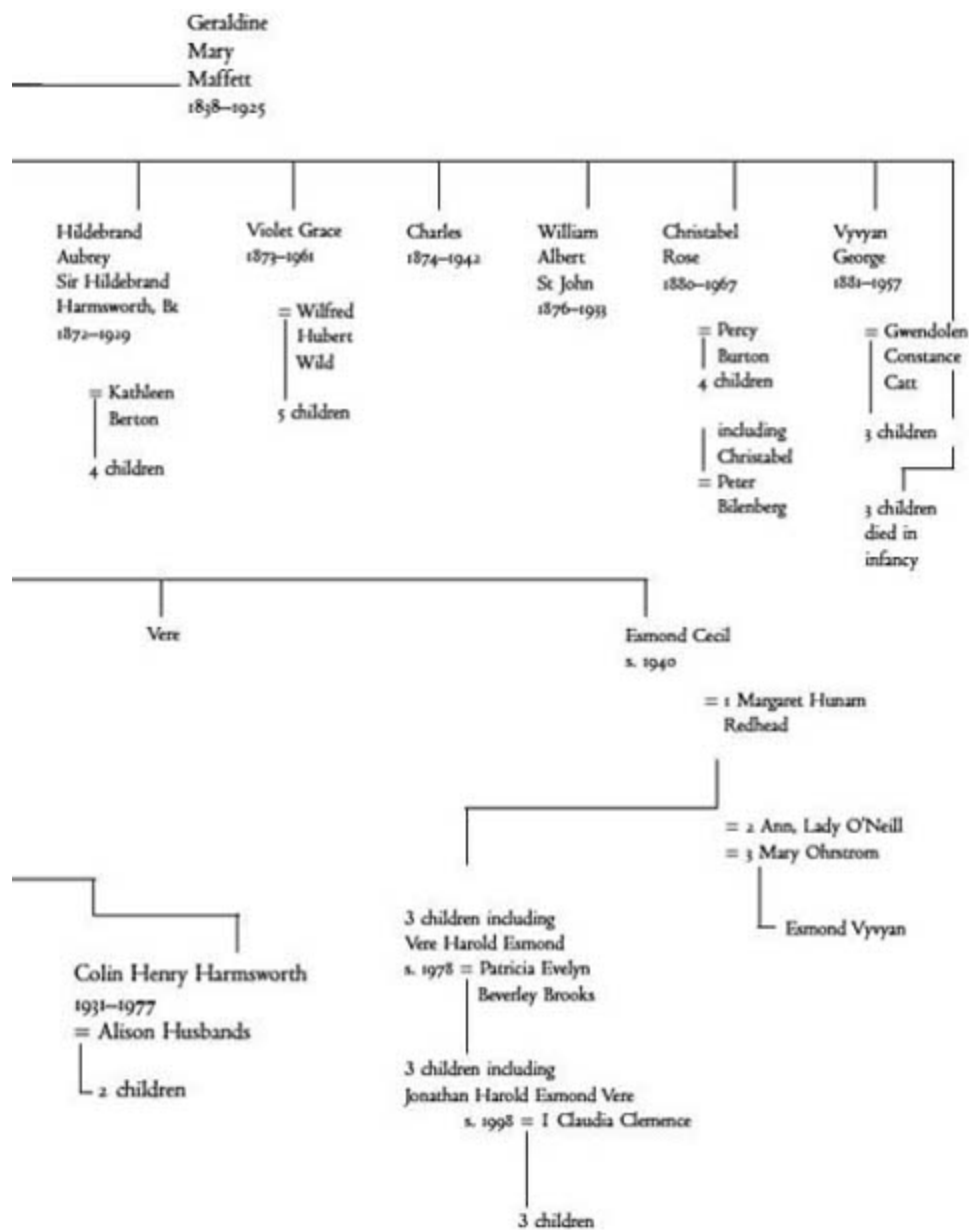 Geraldine
Mary
Maffett
1838–1925
Hildebrand
Aubrey
Sir Hildebrand
Harmsworth, Bt
1872–1929
= Kathleen
Berton
4 children
Violet Grace
1873–1961
= Wilfred
Hubert
Wild
5 children
Charles
1874–1942
William
Albert
St John
1876–1933
Christabel
Rose
1880–1967
= Percy
Burton
4 children
including
Christabel
= Peter
Bilenberg
Vyvyan
George
1881–1957
= Gwendolen
Constance
Catt
3 children
3 children
died in
infancy
Vere
Esmond Cecil
s. 1940
= 1 Margaret Hunam
Redhead
= 2 Ann, Lady O'Neill
= 3 Mary Ohrstrom
Esmond Vyvyan
3 children including
Vere Harold Esmond
s. 1978 = Patricia Evelyn
Beverley Brooks
3 children including
Jonathan Harold Esmond Vere
s. 1998 = I Claudia Clemence
3 children
Colin Henry Harmsworth
1931–1977
= Alison Husbands
2 children